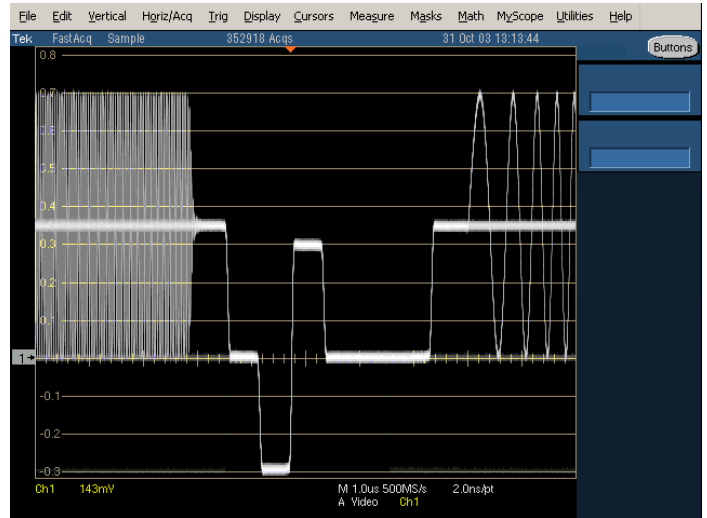 File Edit Vertical Horiz/Acq Trig Display Cursors Measure Masks Math MyScope Utilities Help
Tek FastAcq Sample 352918 Acqs 31 Oct 03 13:13:44
Buttons
0.8
0.7
0.6
0.5
0.4
0.3
0.2
0.1
1
-0.1
-0.2
-0.3
Ch1 143mV M 1.0us 500MS/s 2.0ns/pt
A Video Ch1